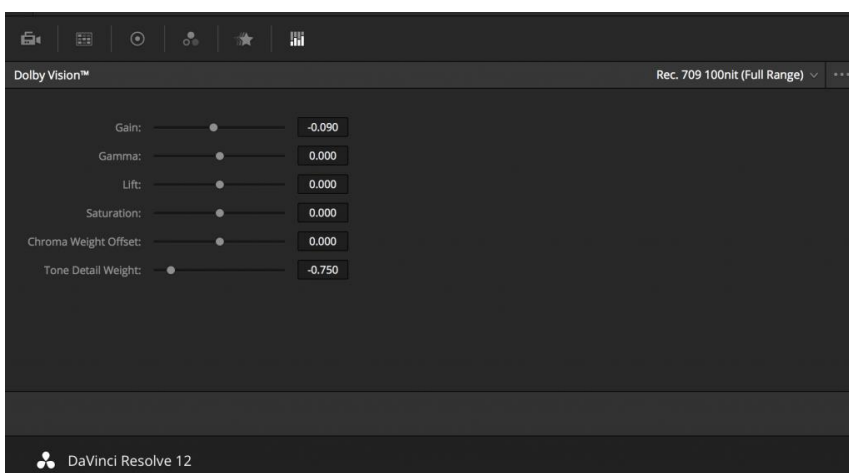 Dolby Vision™ Rec. 709 100nit (Full Range)
Gain: -0.090
Gamma: 0.000
Lift: 0.000
Saturation: 0.000
Chroma Weight Offset: 0.000
Tone Detail Weight: -0.750
DaVinci Resolve 12